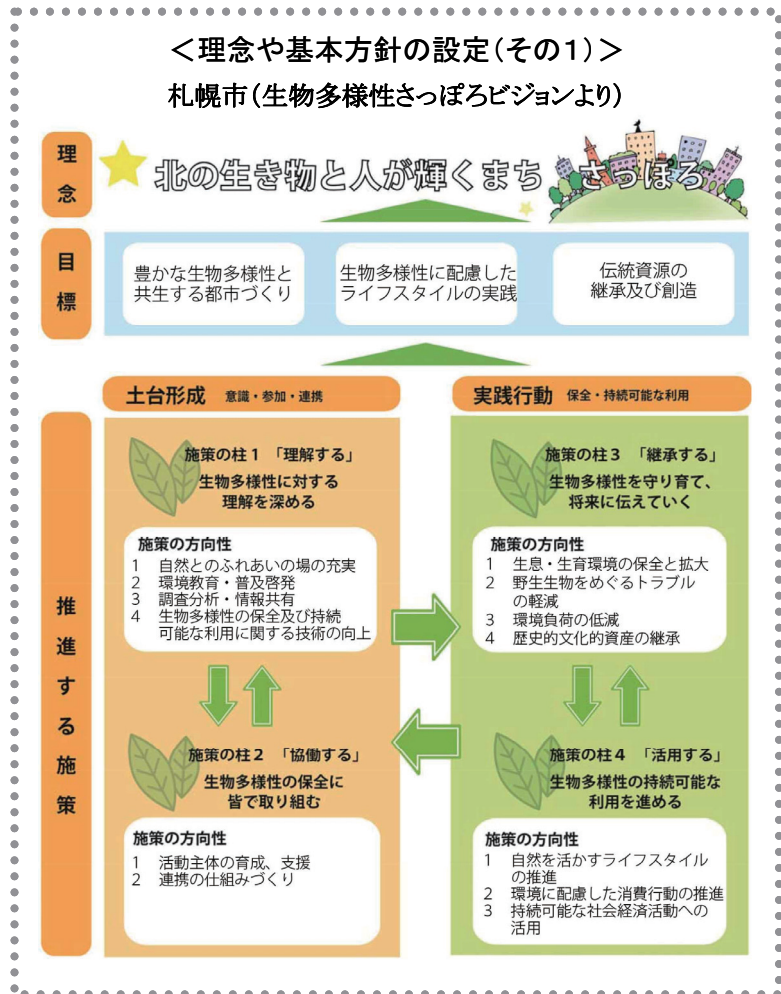 ＜理念や基本方針の設定（その１）＞
札幌市（生物多様性さっぽろビジョンより）
理念
北の生き物と人が輝くまち さっぽろ
目標
豊かな生物多様性と
共生する都市づくり
生物多様性に配慮した
ライフスタイルの実践
伝統資源の
継承及び創造
推進する施策
土台形成 意識・参加・連携
施策の柱1 「理解する」
生物多様性に対する
理解を深める
施策の方向性
1 自然とのふれあいの場の充実
2 環境教育・普及啓発
3 調査分析・情報共有
4 生物多様性の保全及び持続
可能な利用に関する技術の向上
施策の柱2 「協働する」
生物多様性の保全に
皆で取り組む
施策の方向性
1 活動主体の育成、支援
2 連携の仕組みづくり
実践行動 保全・持続可能な利用
施策の柱3 「継承する」
生物多様性を守り育て、
将来に伝えていく
施策の方向性
1 生息・生育環境の保全と拡大
2 野生生物をめぐるトラブル
の軽減
3 環境負荷の低減
4 歴史的文化的資産の継承
施策の柱4 「活用する」
生物多様性の持続可能な
利用を進める
施策の方向性
1 自然を活かすライフスタイル
の推進
2 環境に配慮した消費行動の推進
3 持続可能な社会経済活動への
活用